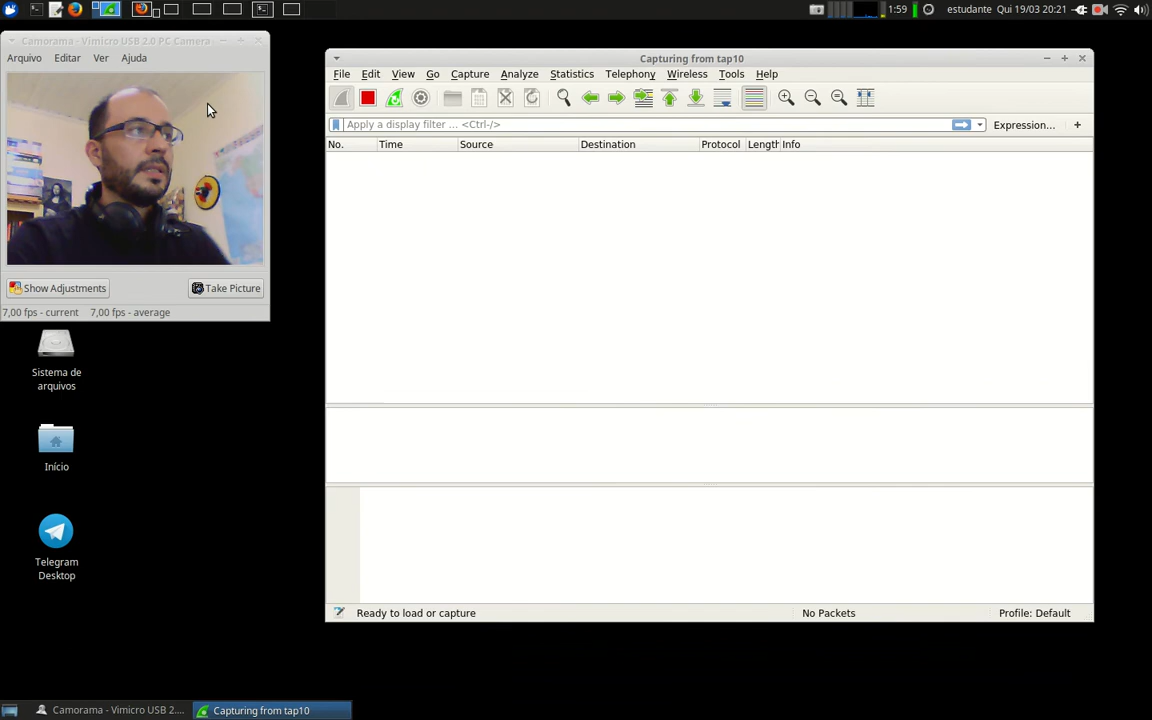 1:59 estudante Qui 19/03 20:21
Camorama - Vimicro USB 2.0 PC Camera
Arquivo Editar Ver Ajuda
Show Adjustments Take Picture
7,00 fps - current 7,00 fps - average
Sistema de
arquivos
Início
Telegram
Desktop
Capturing from tap10
File Edit View Go Capture Analyze Statistics Telephony Wireless Tools Help
Apply a display filter ... <Ctrl-/> Expression... +
No. Time Source Destination Protocol Length Info
Ready to load or capture No Packets Profile: Default
Camorama - Vimicro USB 2.... Capturing from tap10